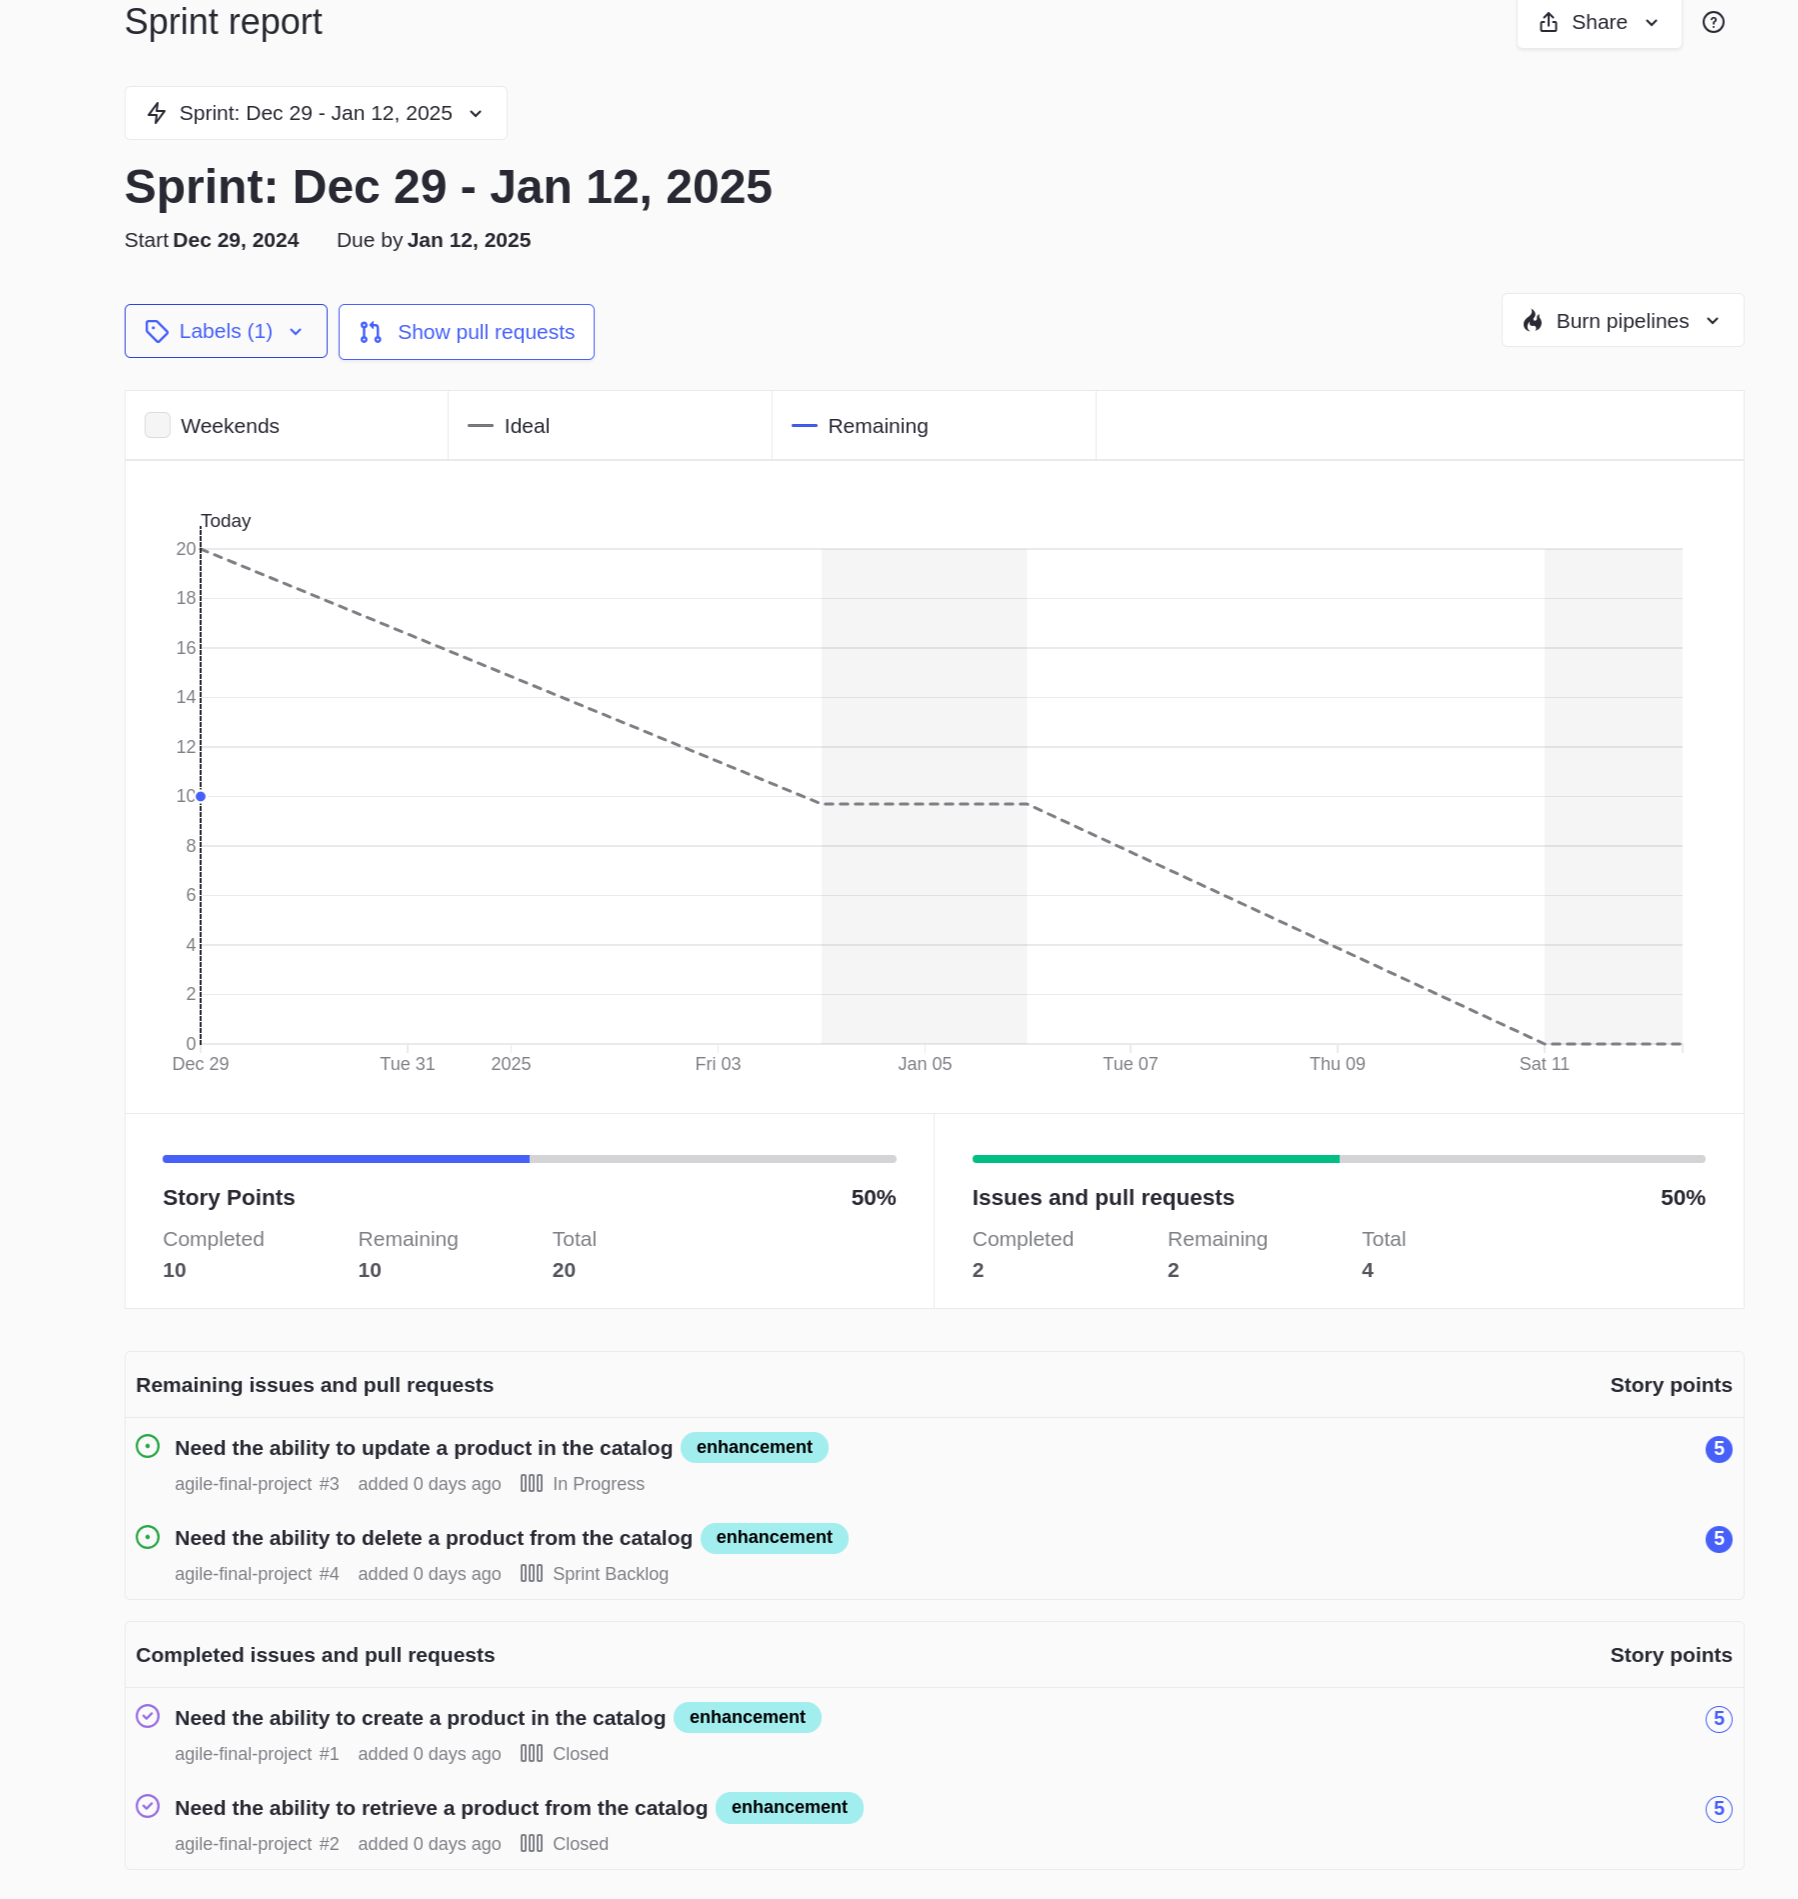 Sprint report
Share
Sprint: Dec 29 - Jan 12, 2025
Sprint: Dec 29 - Jan 12, 2025
Start Dec 29, 2024 Due by Jan 12, 2025
Labels (1) Show pull requests Burn pipelines
Weekends Ideal Remaining
Today
20
18
16
14
12
10
8
6
4
2
0
Dec 29 Tue 31 2025 Fri 03 Jan 05 Tue 07 Thu 09 Sat 11
Story Points 50%
Completed Remaining Total
10 10 20
Issues and pull requests 50%
Completed Remaining Total
2 2 4
Remaining issues and pull requests Story points
Need the ability to update a product in the catalog enhancement 5
agile-final-project #3 added 0 days ago In Progress
Need the ability to delete a product from the catalog enhancement 5
agile-final-project #4 added 0 days ago Sprint Backlog
Completed issues and pull requests Story points
Need the ability to create a product in the catalog enhancement 5
agile-final-project #1 added 0 days ago Closed
Need the ability to retrieve a product from the catalog enhancement 5
agile-final-project #2 added 0 days ago Closed